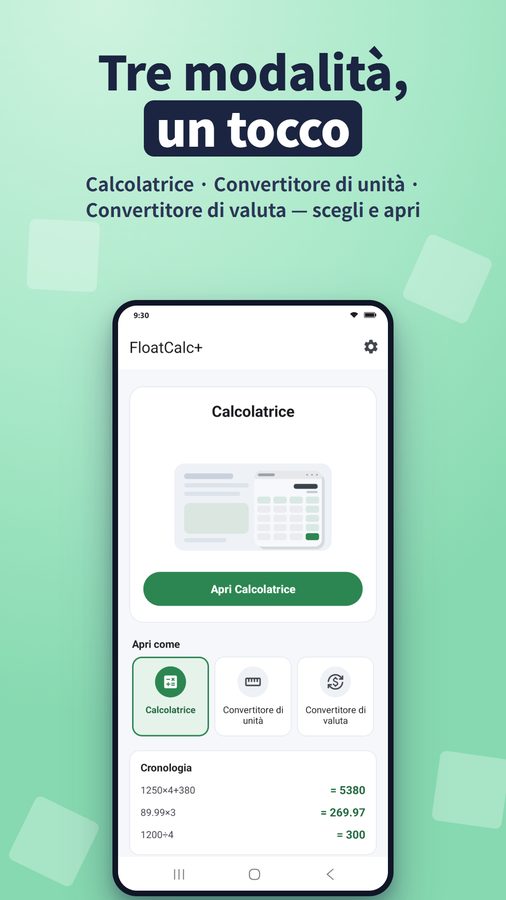 Tre modalità,
un tocco
Calcolatrice · Convertitore di unità ·
Convertitore di valuta — scegli e apri
9:30
FloatCalc+
Calcolatrice
Apri Calcolatrice
Apri come
Calcolatrice
Convertitore di
unità
Convertitore di
valuta
Cronologia
1250×4+380 = 5380
89.99×3 = 269.97
1200÷4 = 300